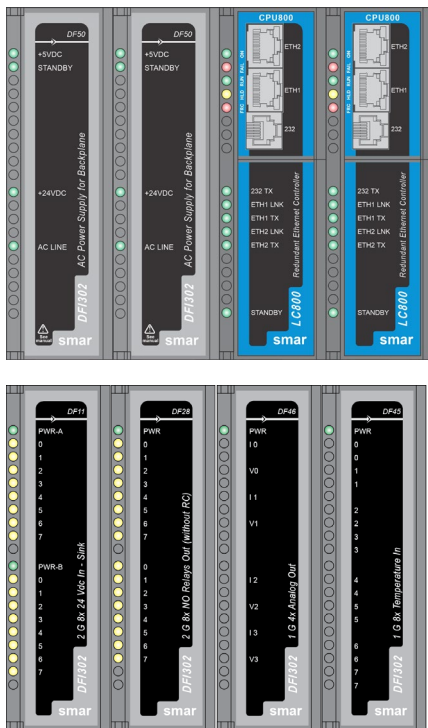 DF50
+5VDC
STANDBY
+24VDC
AC LINE
AC Power Supply for Backplane
DFI302
See
manual
smar
DF50
+5VDC
STANDBY
+24VDC
AC LINE
AC Power Supply for Backplane
DFI302
See
manual
smar
CPU800
ON
FAIL
RUN
HLD
FRC
ETH2
ETH1
232
232 TX
ETH1 LNK
ETH1 TX
ETH2 LNK
ETH2 TX
STANDBY
Redundant Ethernet Controller
LC800
smar
CPU800
ON
FAIL
RUN
HLD
FRC
ETH2
ETH1
232
232 TX
ETH1 LNK
ETH1 TX
ETH2 LNK
ETH2 TX
STANDBY
Redundant Ethernet Controller
LC800
smar
DF11
PWR-A
0
1
2
3
4
5
6
7
PWR-B
0
1
2
3
4
5
6
7
2 G 8x 24 Vdc In - Sink
DFI302
smar
DF28
PWR
0
1
2
3
4
5
6
7
0
1
2
3
4
5
6
7
2 G 8x NO Relays Out (without RC)
DFI302
smar
DF46
PWR
I 0
V0
I 1
V1
I 2
V2
I 3
V3
1 G 4x Analog Out
DFI302
smar
DF45
PWR
0
0
1
1
2
2
3
3
4
4
5
5
6
6
7
7
1 G 8x Temperature In
DFI302
smar